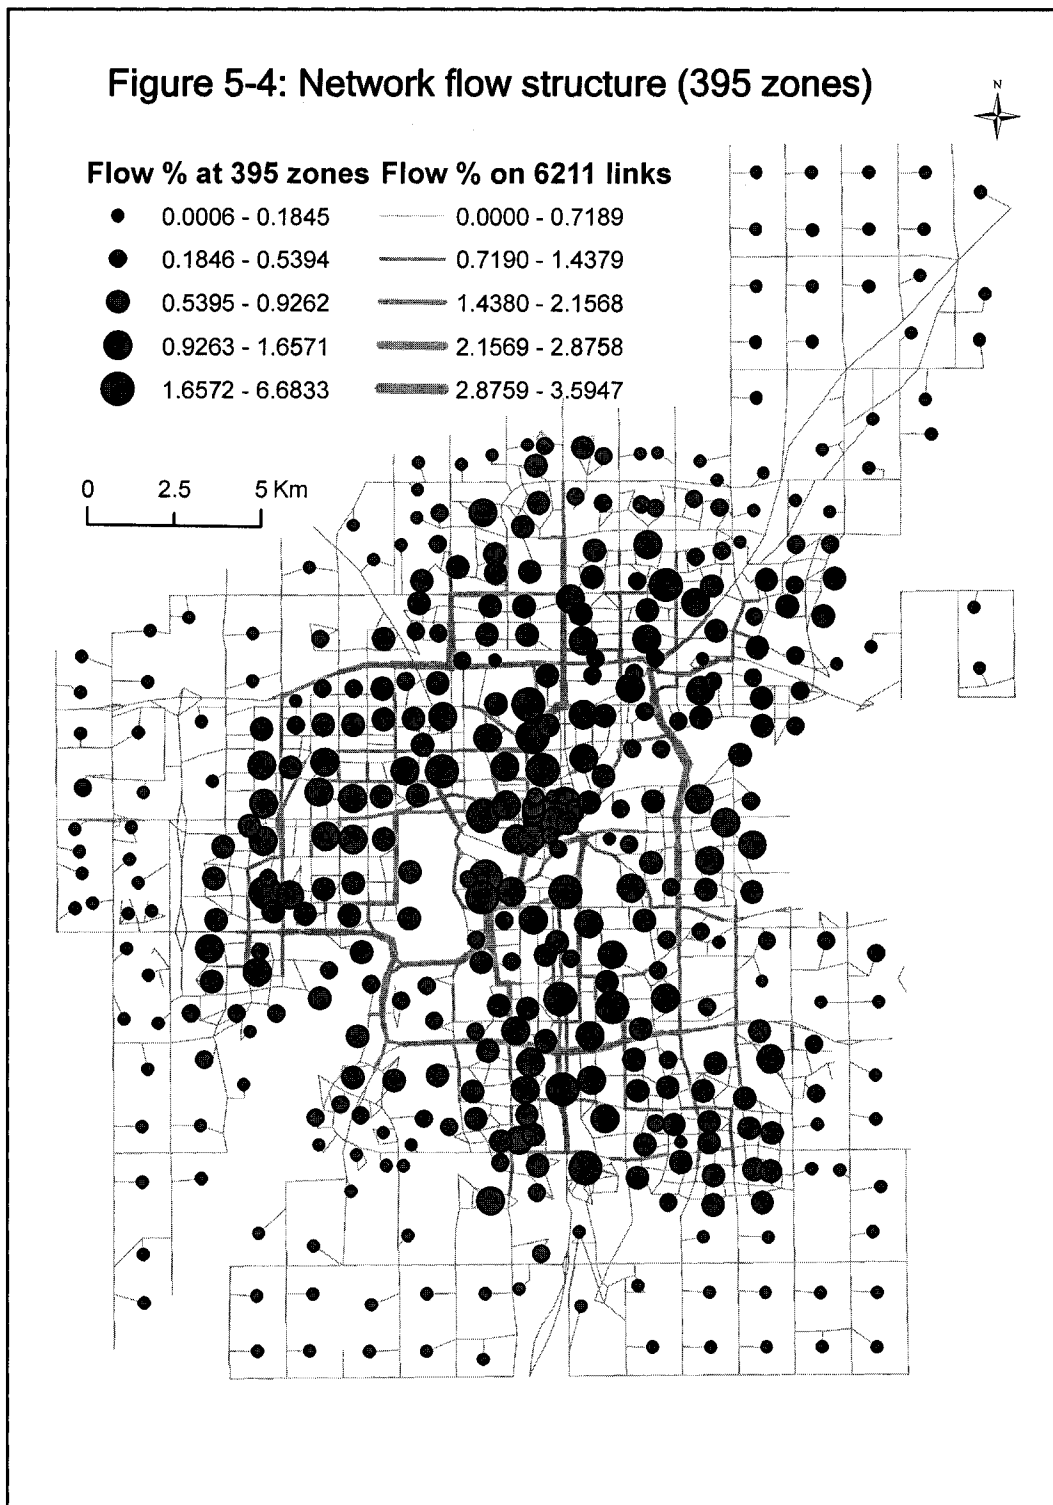 Figure 5-4: Network flow structure (395 zones)
N
Flow % at 395 zones Flow % on 6211 links
0.0006 - 0.1845 0.0000 - 0.7189
0.1846 - 0.5394 0.7190 - 1.4379
0.5395 - 0.9262 1.4380 - 2.1568
0.9263 - 1.6571 2.1569 - 2.8758
1.6572 - 6.6833 2.8759 - 3.5947
0 2.5 5 Km